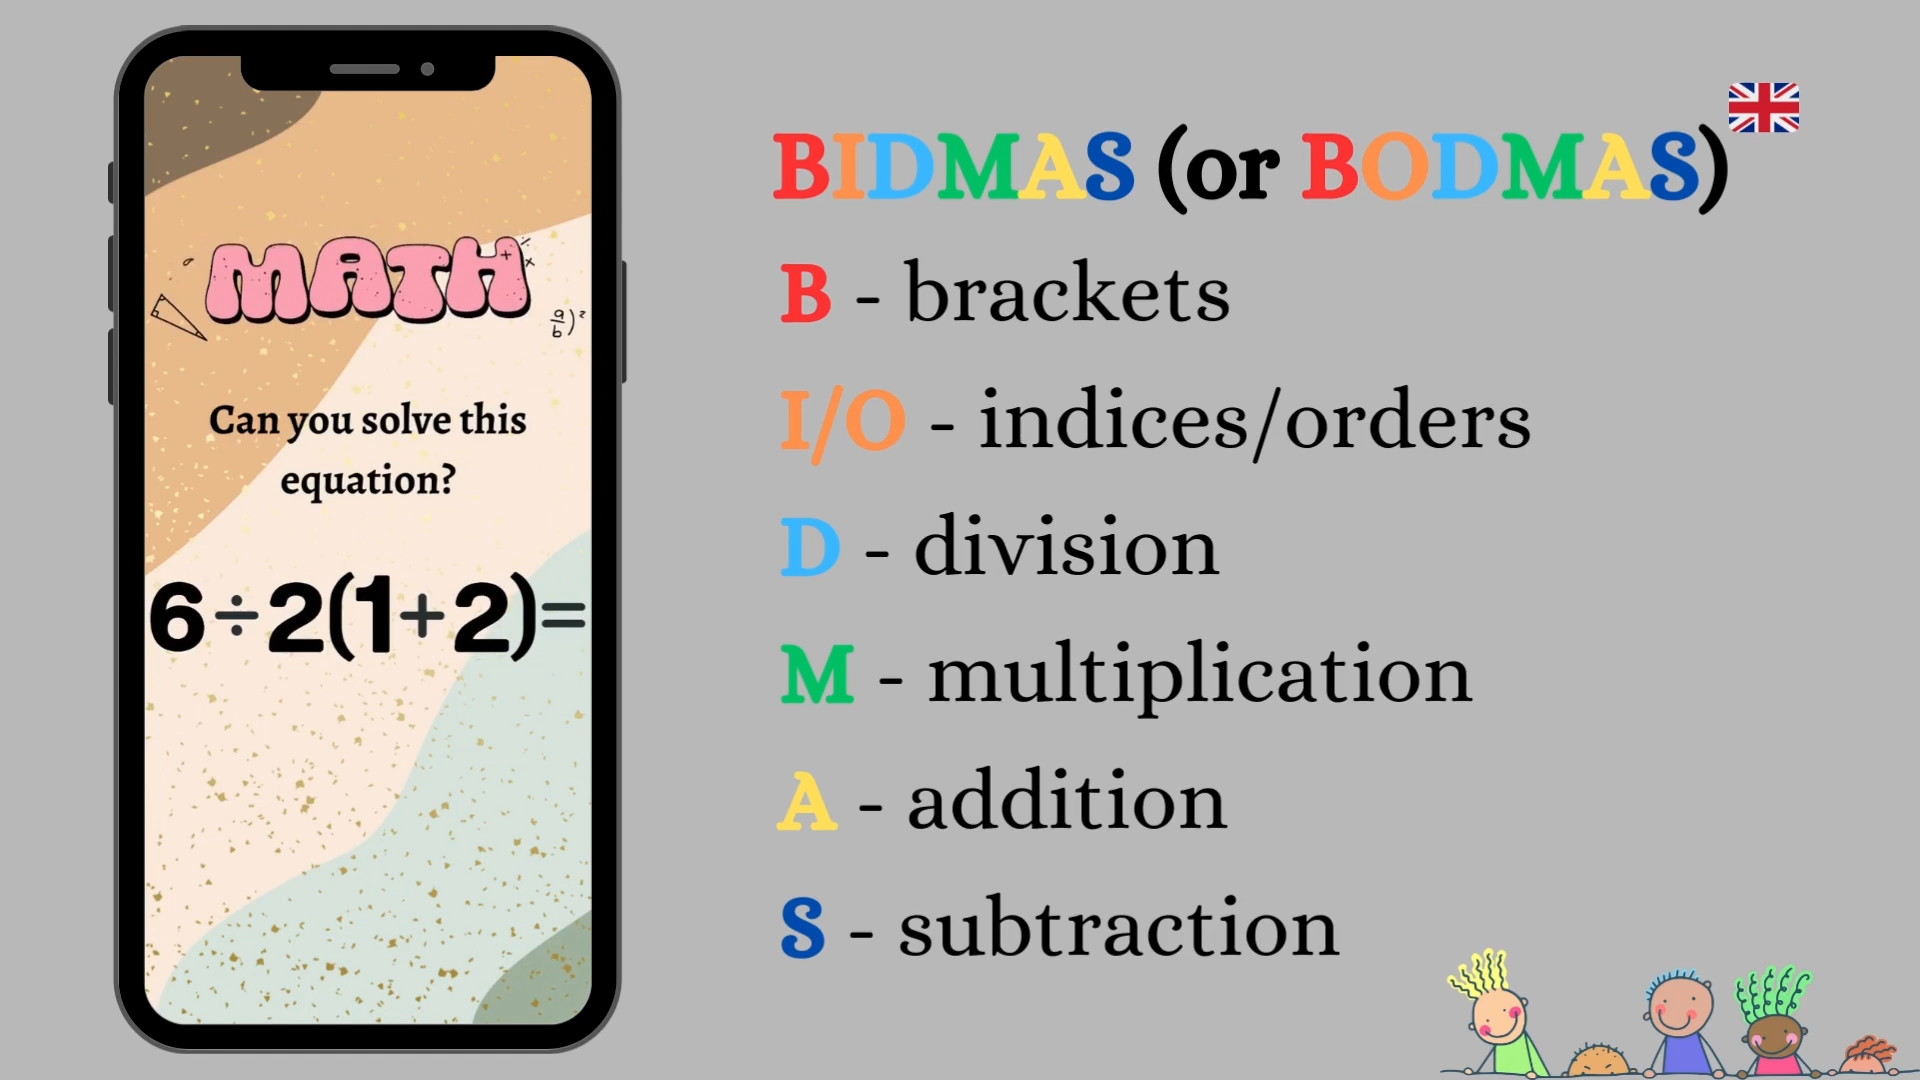 MATH
+
x
a/b)²
Can you solve this
equation?
6÷2(1+2)=
BIDMAS (or BODMAS)
B - brackets
I/O - indices/orders
D - division
M - multiplication
A - addition
S - subtraction